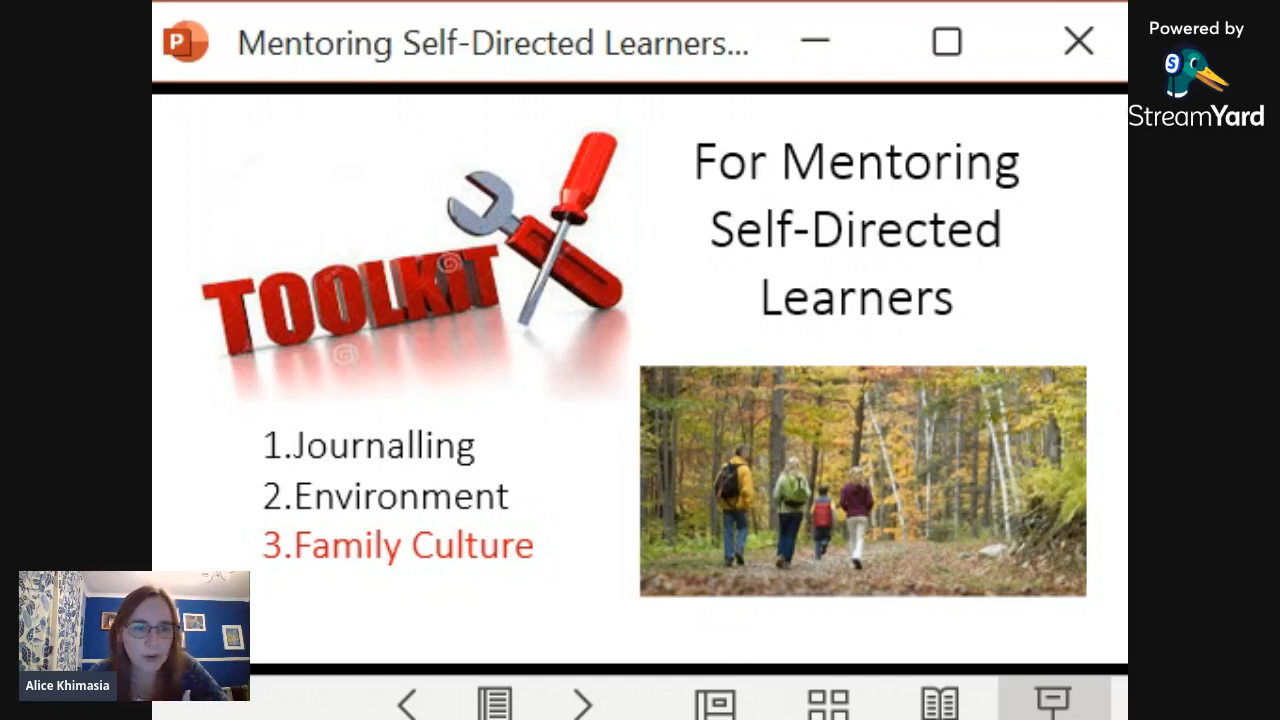 P
Mentoring Self-Directed Learners...
Powered by
S
StreamYard
TOOLKIT
For Mentoring
Self-Directed
Learners
1.Journalling
2.Environment
3.Family Culture
Alice Khimasia